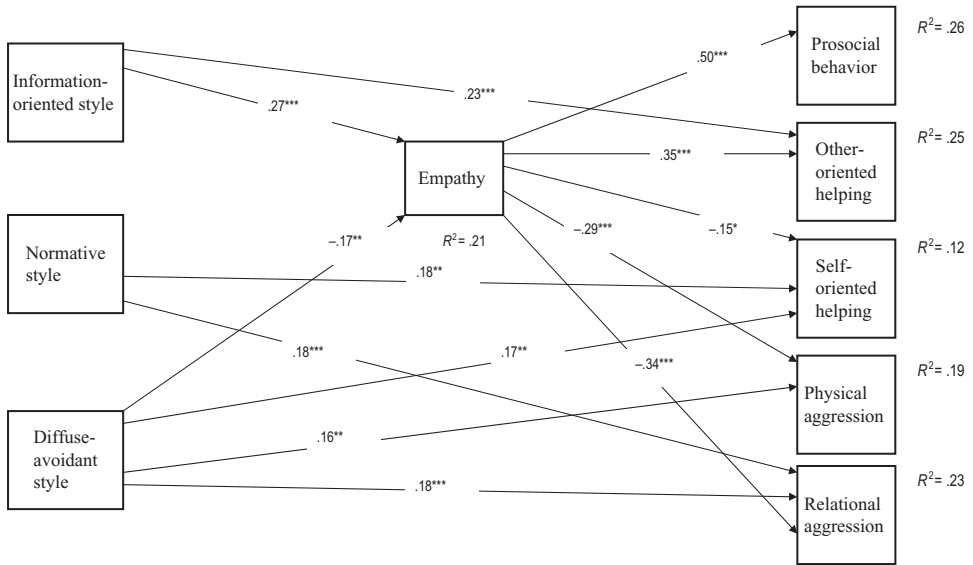 Information-
oriented style
Normative
style
Diffuse-
avoidant
style
.27***
.23***
–.17**
.18**
.18***
.17**
.16**
.18***
Empathy
R² = .21
.50***
.35***
–.15*
–.29***
–.34***
Prosocial
behavior
R² = .26
Other-
oriented
helping
R² = .25
Self-
oriented
helping
R² = .12
Physical
aggression
R² = .19
Relational
aggression
R² = .23